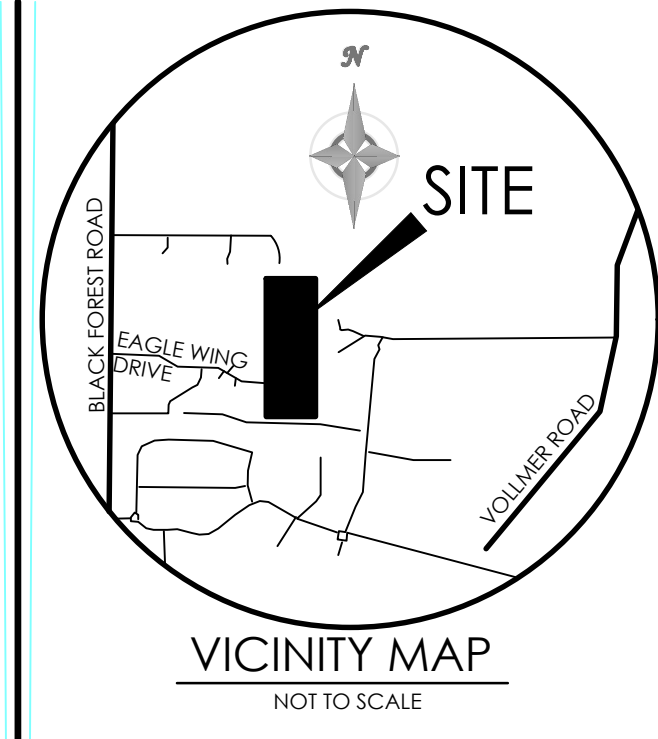 N
SITE
BLACK FOREST ROAD
EAGLE WING
DRIVE
VOLLMER ROAD
VICINITY MAP
NOT TO SCALE